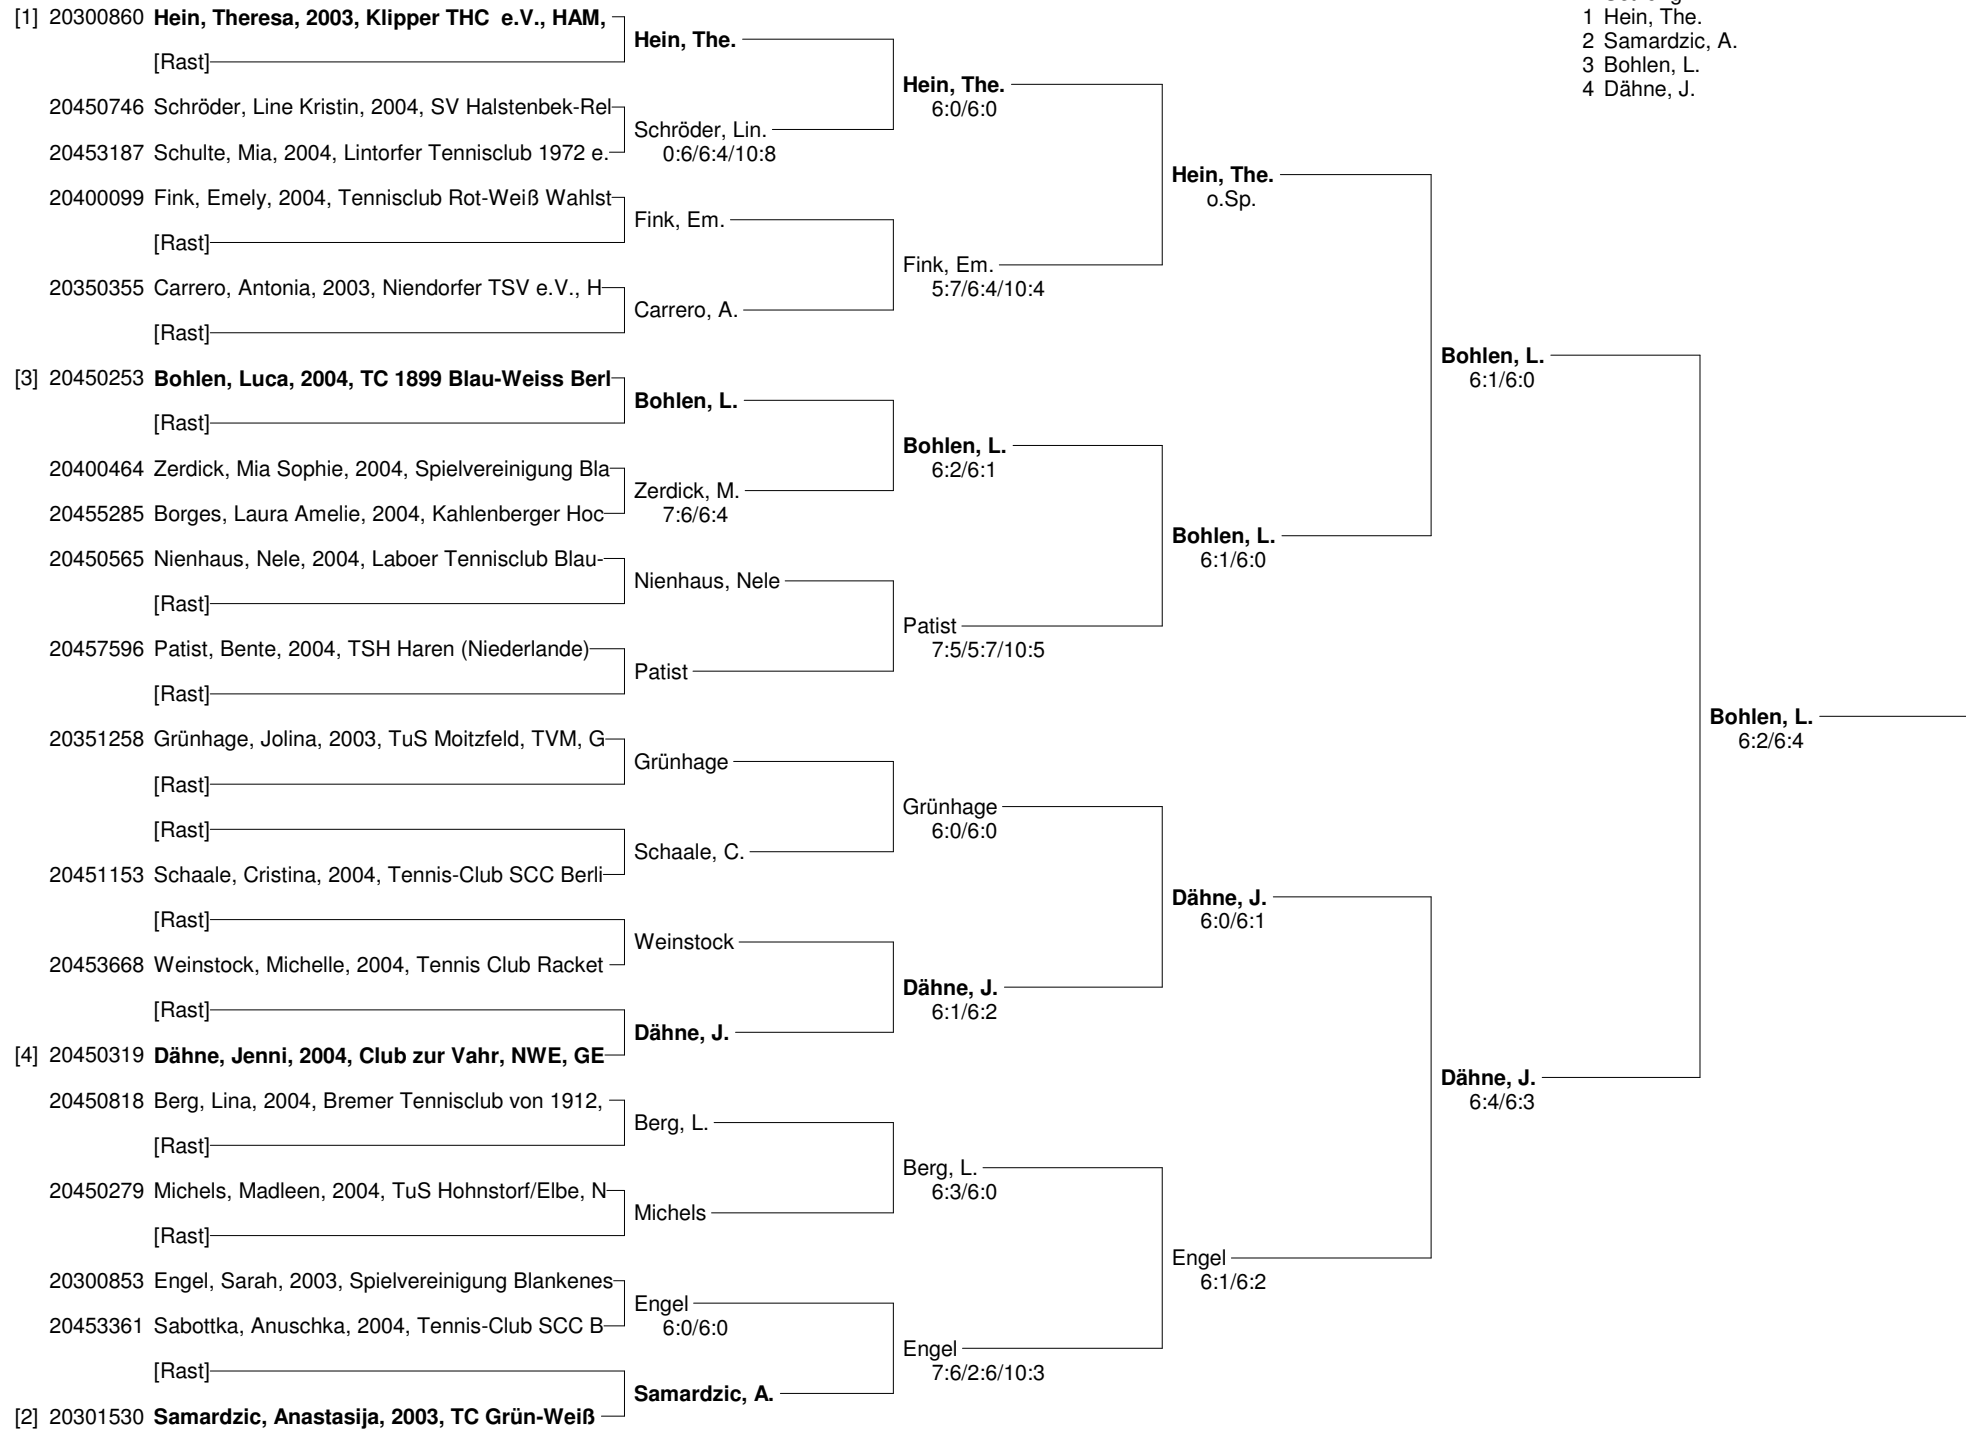 [1] 20300860 Hein, Theresa, 2003, Klipper THC e.V., HAM,
[Rast]
20450746 Schröder, Line Kristin, 2004, SV Halstenbek-Rel
20453187 Schulte, Mia, 2004, Lintorfer Tennisclub 1972 e.
20400099 Fink, Emely, 2004, Tennisclub Rot-Weiß Wahlst
[Rast]
20350355 Carrero, Antonia, 2003, Niendorfer TSV e.V., H
[Rast]
[3] 20450253 Bohlen, Luca, 2004, TC 1899 Blau-Weiss Berl
[Rast]
20400464 Zerdick, Mia Sophie, 2004, Spielvereinigung Bla
20455285 Borges, Laura Amelie, 2004, Kahlenberger Hoc
20450565 Nienhaus, Nele, 2004, Laboer Tennisclub Blau-
[Rast]
20457596 Patist, Bente, 2004, TSH Haren (Niederlande)
[Rast]
20351258 Grünhage, Jolina, 2003, TuS Moitzfeld, TVM, G
[Rast]
[Rast]
20451153 Schaale, Cristina, 2004, Tennis-Club SCC Berli
[Rast]
20453668 Weinstock, Michelle, 2004, Tennis Club Racket
[Rast]
[4] 20450319 Dähne, Jenni, 2004, Club zur Vahr, NWE, GE
20450818 Berg, Lina, 2004, Bremer Tennisclub von 1912,
[Rast]
20450279 Michels, Madleen, 2004, TuS Hohnstorf/Elbe, N
[Rast]
20300853 Engel, Sarah, 2003, Spielvereinigung Blankenes
20453361 Sabottka, Anuschka, 2004, Tennis-Club SCC B
[Rast]
[2] 20301530 Samardzic, Anastasija, 2003, TC Grün-Weiß
Hein, The.
Schröder, Lin.
0:6/6:4/10:8
Fink, Em.
Carrero, A.
Bohlen, L.
Zerdick, M.
7:6/6:4
Nienhaus, Nele
Patist
Grünhage
Schaale, C.
Weinstock
Dähne, J.
Berg, L.
Michels
Engel
6:0/6:0
Samardzic, A.
Hein, The.
6:0/6:0
Fink, Em.
5:7/6:4/10:4
Bohlen, L.
6:2/6:1
Patist
7:5/5:7/10:5
Grünhage
6:0/6:0
Dähne, J.
6:1/6:2
Berg, L.
6:3/6:0
Engel
7:6/2:6/10:3
Hein, The.
o.Sp.
Bohlen, L.
6:1/6:0
Dähne, J.
6:0/6:1
Engel
6:1/6:2
Bohlen, L.
6:1/6:0
Dähne, J.
6:4/6:3
Bohlen, L.
6:2/6:4
1 Hein, The.
2 Samardzic, A.
3 Bohlen, L.
4 Dähne, J.